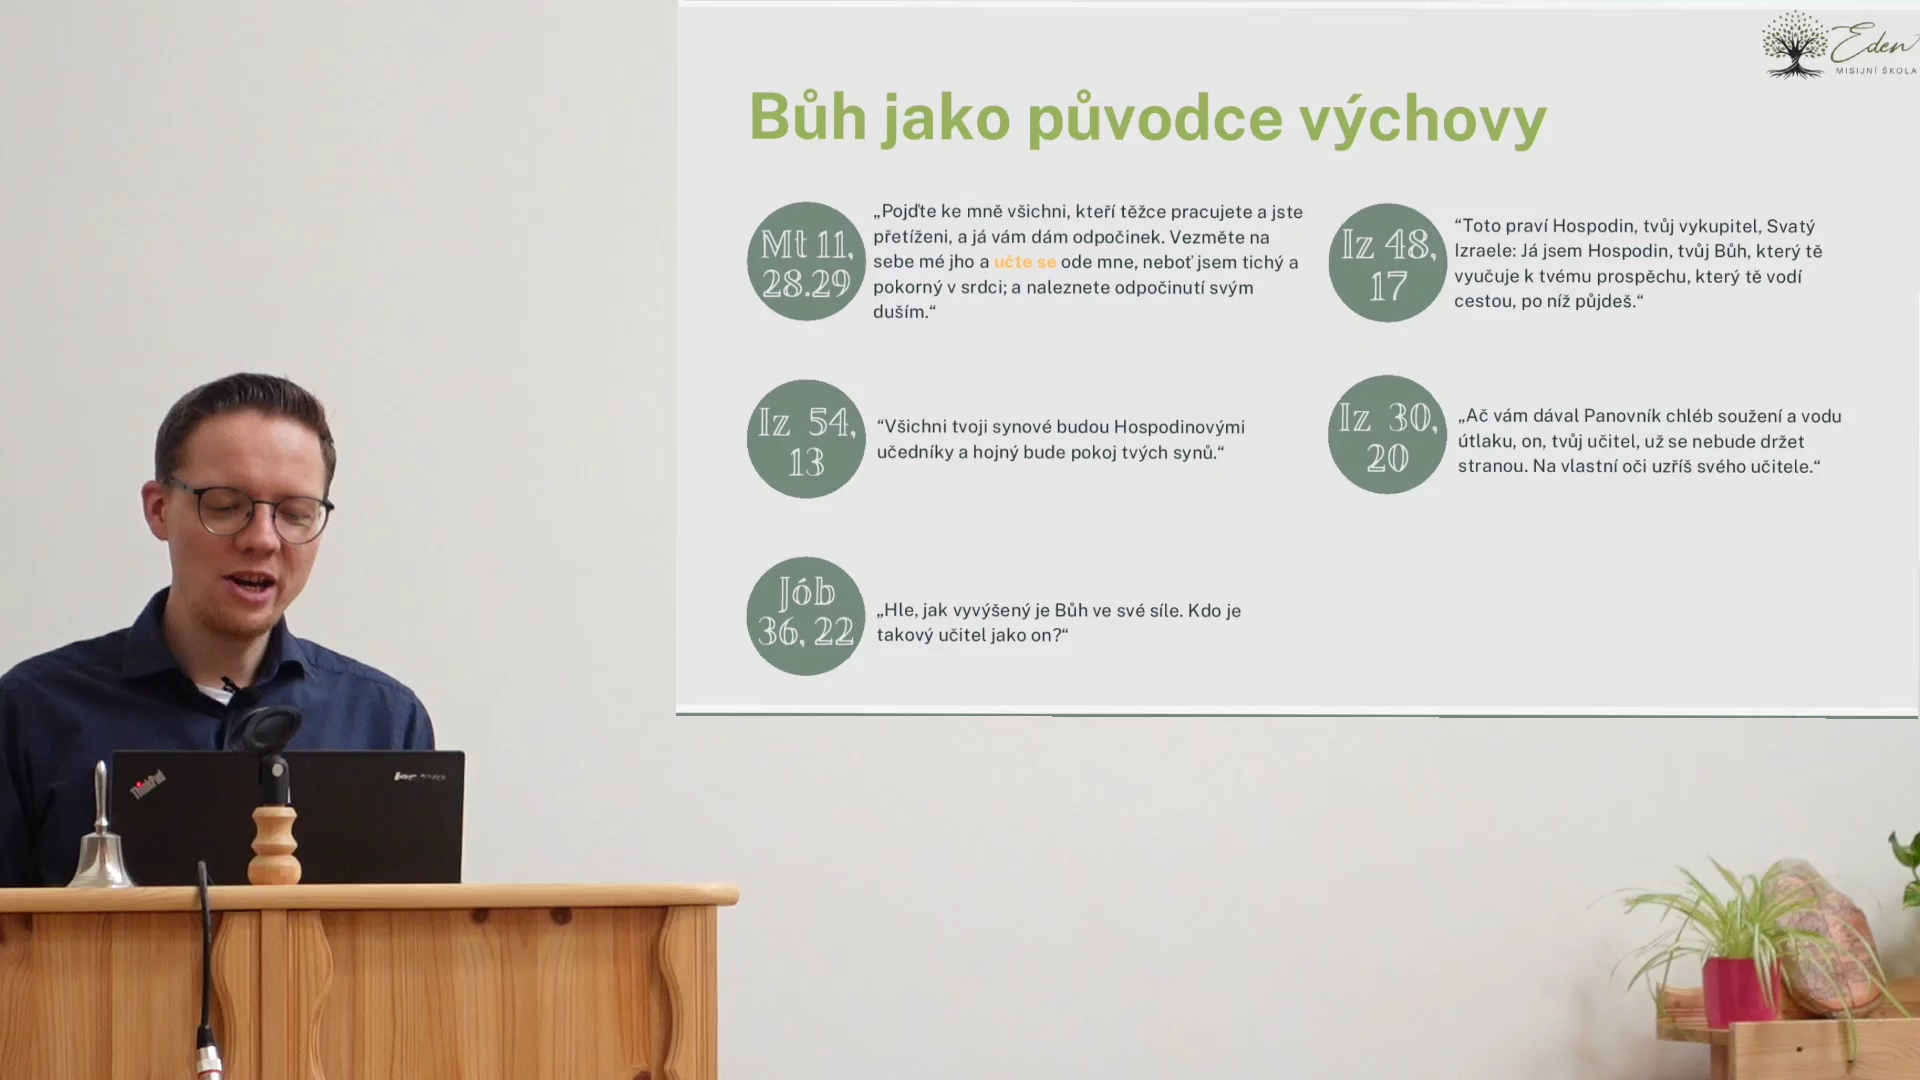 Eden
MISIJNÍ ŠKOLA
Bůh jako původce výchovy
Mt 11,
28.29
„Pojďte ke mně všichni, kteří těžce pracujete a jste
přetíženi, a já vám dám odpočinek. Vezměte na
sebe mé jho a učte se ode mne, neboť jsem tichý a
pokorný v srdci; a naleznete odpočinutí svým
duším.“
Iz 48,
17
“Toto praví Hospodin, tvůj vykupitel, Svatý
Izraele: Já jsem Hospodin, tvůj Bůh, který tě
vyučuje k tvému prospěchu, který tě vodí
cestou, po níž půjdeš.“
Iz 54,
13
“Všichni tvoji synové budou Hospodinovými
učedníky a hojný bude pokoj tvých synů.“
Iz 30,
20
„Ač vám dával Panovník chléb soužení a vodu
útlaku, on, tvůj učitel, už se nebude držet
stranou. Na vlastní oči uzříš svého učitele.“
Jób
36, 22
„Hle, jak vyvýšený je Bůh ve své síle. Kdo je
takový učitel jako on?“
ThinkPad